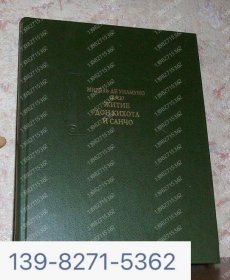 МИГЕЛЬ ДЕ УНАМУНО
ЖИТИЕ
ДОН КИХОТА
И САНЧО
139-8271-5362